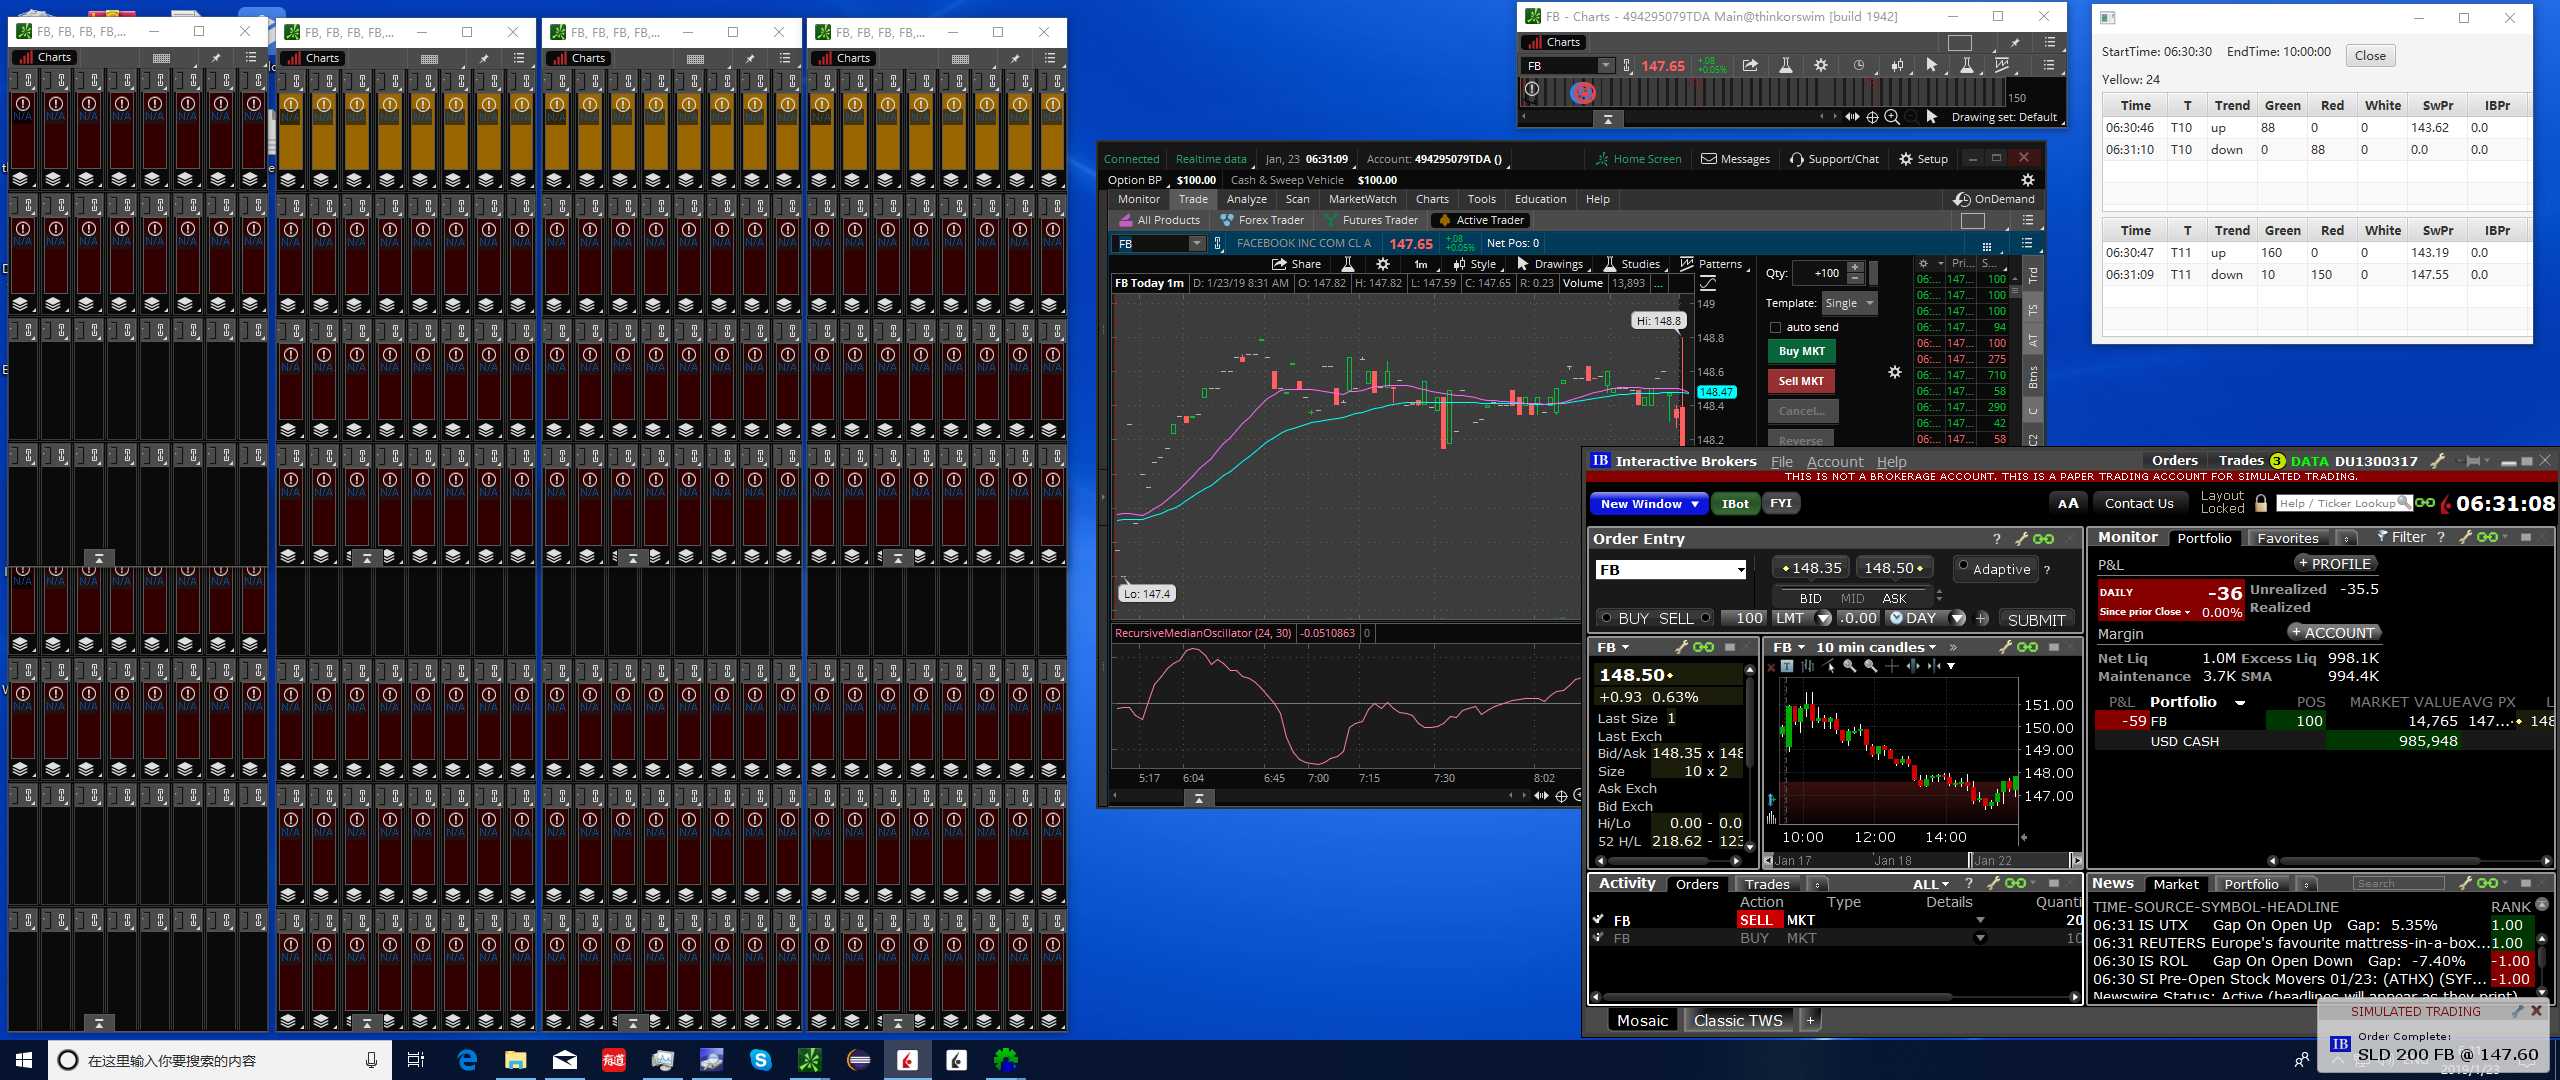 FB, FB, FB, FB,...
Charts
FB, FB, FB, FB,...
Charts
FB, FB, FB, FB,...
Charts
FB, FB, FB, FB,...
Charts
N/A
FB - Charts - 494295079TDA Main@thinkorswim [build 1942]
Charts
FB 147.65 +.08 +0.05%
150
Drawing set: Default
StartTime: 06:30:30 EndTime: 10:00:00 Close
Yellow: 24
Time T Trend Green Red White SwPr IBPr
06:30:46 T10 up 88 0 0 143.62 0.0
06:31:10 T10 down 0 88 0 0.0 0.0
Time T Trend Green Red White SwPr IBPr
06:30:47 T11 up 160 0 0 143.19 0.0
06:31:09 T11 down 10 150 0 147.55 0.0
Connected Realtime data Jan, 23 06:31:09 Account: 494295079TDA () Home Screen Messages Support/Chat Setup
Option BP $100.00 Cash & Sweep Vehicle $100.00
Monitor Trade Analyze Scan MarketWatch Charts Tools Education Help OnDemand
All Products Forex Trader Futures Trader Active Trader
FB FACEBOOK INC COM CL A 147.65 +.08 +0.05% Net Pos: 0
Share 1m Style Drawings Studies Patterns
FB Today 1m D: 1/23/19 8:31 AM O: 147.82 H: 147.82 L: 147.59 C: 147.65 R: 0.23 Volume 13,893 ...
Hi: 148.8
149
148.8
148.6
148.47
148.4
148.2
Lo: 147.4
RecursiveMedianOscillator (24, 30) -0.0510863 0
5:17 6:04 6:45 7:00 7:15 7:30 8:02
Qty: +100
Template: Single
auto send
Buy MKT
Sell MKT
Cancel...
Reverse
Pri... S...
06:... 147... 100
06:... 147... 100
06:... 147... 100
06:... 147... 94
06:... 147... 100
06:... 147... 275
06:... 147... 710
06:... 147... 58
06:... 147... 290
06:... 147... 42
06:... 147... 58
Trd
TS
AT
Btns
C
C2
IB Interactive Brokers File Account Help Orders Trades 3 DATA DU1300317
THIS IS NOT A BROKERAGE ACCOUNT. THIS IS A PAPER TRADING ACCOUNT FOR SIMULATED TRADING.
New Window IBot FYI AA Contact Us Layout Locked Help / Ticker Lookup 06:31:08
Order Entry ?
FB 148.35 148.50 Adaptive ?
BID MID ASK
BUY SELL 100 LMT .0.00 DAY + SUBMIT
FB
148.50
+0.93 0.63%
Last Size 1
Last Exch
Bid/Ask 148.35 x 148
Size 10 x 2
Ask Exch
Bid Exch
Hi/Lo 0.00 - 0.0
52 H/L 218.62 - 123
FB 10 min candles »
151.00
150.00
149.00
148.00
147.00
10:00 12:00 14:00
Jan 17 Jan 18 Jan 22
Monitor Portfolio Favorites Filter ?
P&L + PROFILE
DAILY -36 Unrealized -35.5
Since prior Close 0.00% Realized
Margin + ACCOUNT
Net Liq 1.0M Excess Liq 998.1K
Maintenance 3.7K SMA 994.4K
P&L Portfolio POS MARKET VALUE AVG PX L
-59 FB 100 14,765 147... 148
USD CASH 985,948
Activity Orders Trades ALL ?
Action Type Details Quanti
FB SELL MKT 20
FB BUY MKT 10
News Market Portfolio Search
TIME-SOURCE-SYMBOL-HEADLINE RANK
06:31 IS UTX Gap On Open Up Gap: 5.35% 1.00
06:31 REUTERS Europe's favourite mattress-in-a-box... 1.00
06:30 IS ROL Gap On Open Down Gap: -7.40% -1.00
06:30 SI Pre-Open Stock Movers 01/23: (ATHX) (SYF... -1.00
Newswire Status: Active (headlines will appear as they print)
Mosaic Classic TWS +
SIMULATED TRADING
IB Order Complete:
SLD 200 FB @ 147.60
在这里输入你要搜索的内容
有道
2019/1/23